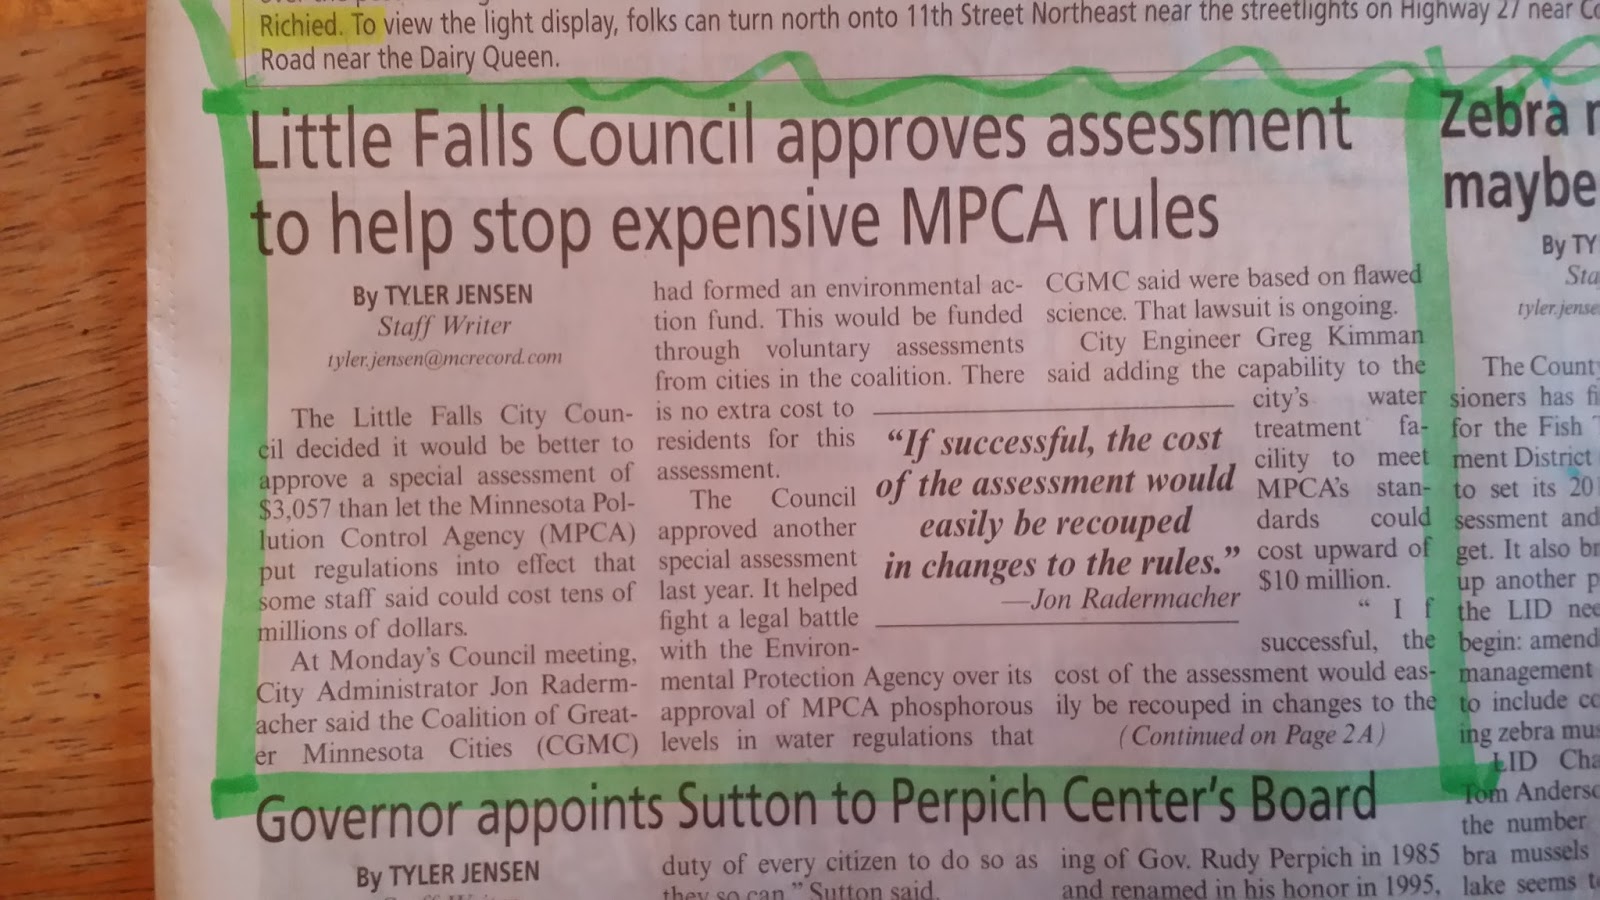 Richied. To view the light display, folks can turn north onto 11th Street Northeast near the streetlights on Highway 27 near
Road near the Dairy Queen.
Little Falls Council approves assessment
to help stop expensive MPCA rules
By TYLER JENSEN
Staff Writer
tyler.jensen@mcrecord.com
The Little Falls City Coun-
cil decided it would be better to
approve a special assessment of
$3,057 than let the Minnesota Pol-
lution Control Agency (MPCA)
put regulations into effect that
some staff said could cost tens of
millions of dollars.
At Monday's Council meeting,
City Administrator Jon Raderm-
acher said the Coalition of Great-
er Minnesota Cities (CGMC)
had formed an environmental ac-
tion fund. This would be funded
through voluntary assessments
from cities in the coalition. There
is no extra cost to
residents for this
assessment.
The Council
approved another
special assessment
last year. It helped
fight a legal battle
with the Environ-
mental Protection Agency over its
approval of MPCA phosphorous
levels in water regulations that
"If successful, the cost
of the assessment would
easily be recouped
in changes to the rules."
—Jon Radermacher
CGMC said were based on flawed
science. That lawsuit is ongoing.
City Engineer Greg Kimman
said adding the capability to the
city's water
treatment fa-
cility to meet
MPCA's stan-
dards could
cost upward of
$10 million.
" I f
successful, the
cost of the assessment would eas-
ily be recouped in changes to the
(Continued on Page 2A)
Zebra
maybe
By TY
Sta
tyler.jense
The County
sioners has
for the Fish
ment District
to set its 201
sessment and
get. It also
up another
the LID
begin: amend
management
to include
ing zebra
LID Cha
Tom Anderso
the number
bra mussels
lake seems
Governor appoints Sutton to Perpich Center's Board
By TYLER JENSEN
duty of every citizen to do so as
they so can." Sutton said.
ing of Gov. Rudy Perpich in 1985
and renamed in his honor in 1995,